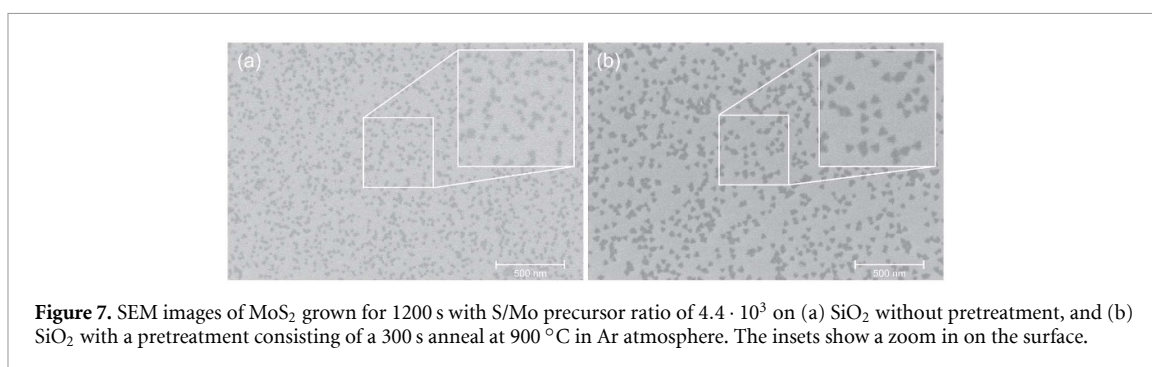 (a)
(b)
500 nm
500 nm
Figure 7. SEM images of MoS₂ grown for 1200 s with S/Mo precursor ratio of 4.4 · 10³ on (a) SiO₂ without pretreatment, and (b)
SiO₂ with a pretreatment consisting of a 300 s anneal at 900 °C in Ar atmosphere. The insets show a zoom in on the surface.